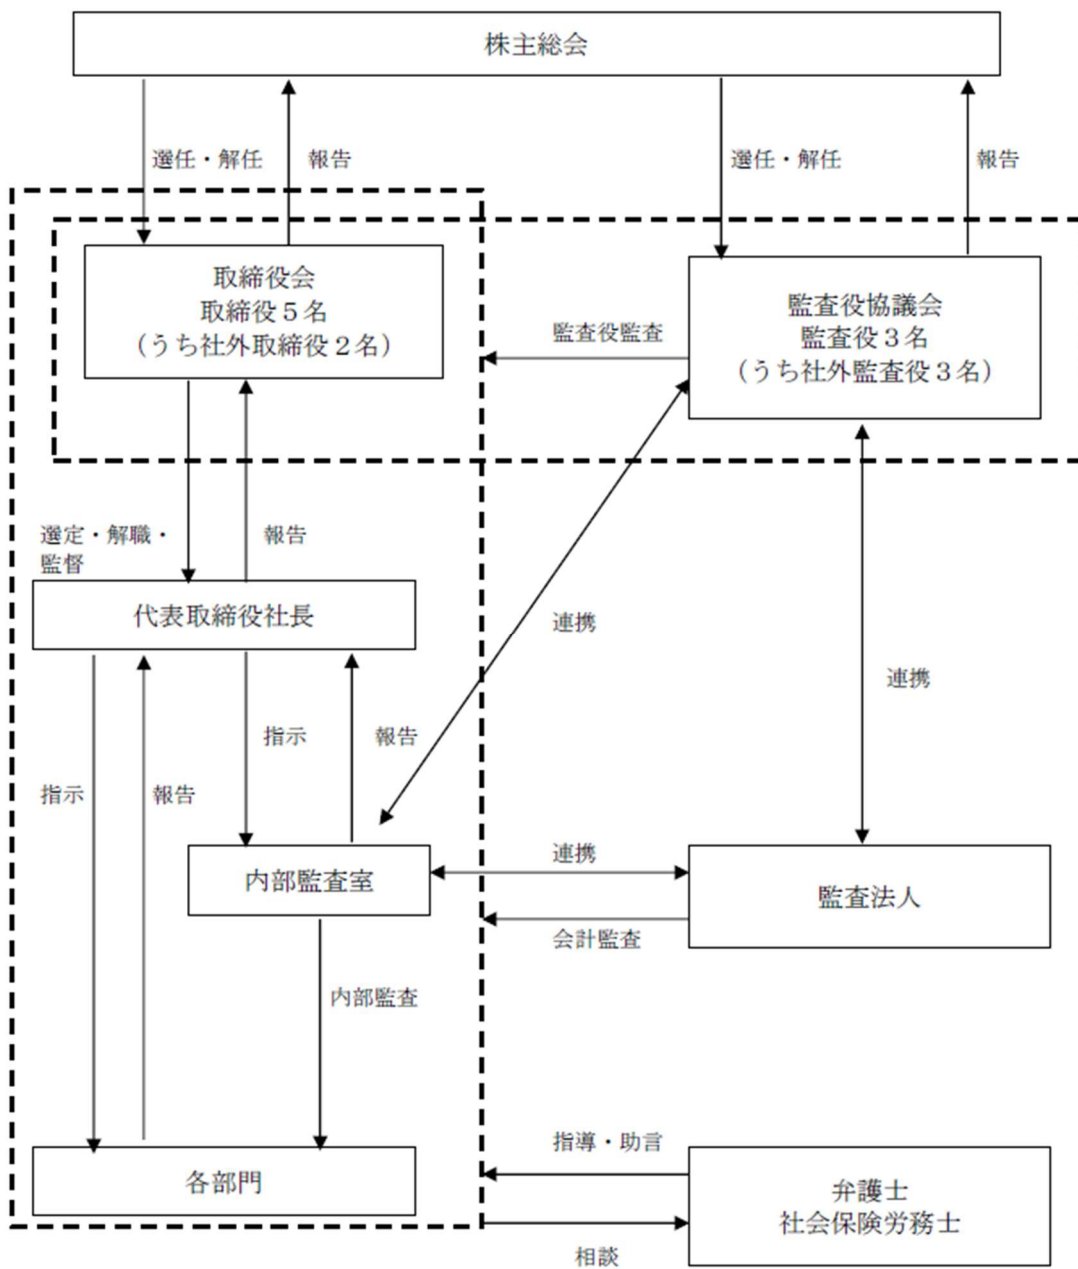 株主総会
選任・解任
報告
選任・解任
報告
取締役会
取締役5名
(うち社外取締役2名)
監査役監査
監査役協議会
監査役3名
(うち社外監査役3名)
選定・解職・
監督
報告
代表取締役社長
連携
連携
指示
報告
指示
報告
内部監査室
連携
会計監査
監査法人
内部監査
各部門
指導・助言
相談
弁護士
社会保険労務士